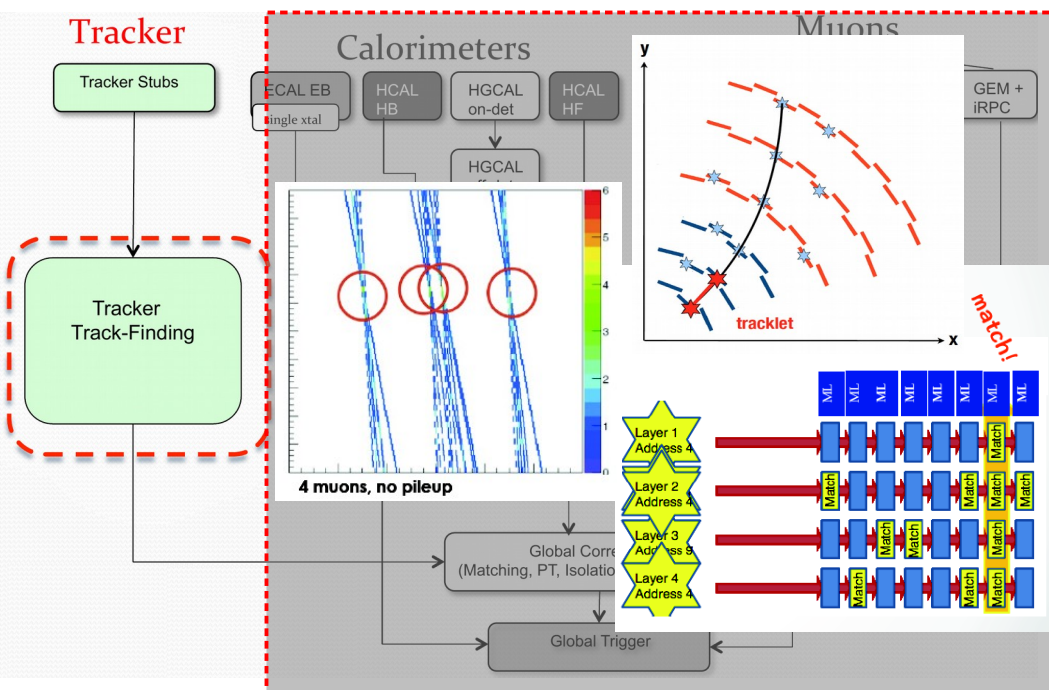 Tracker
Calorimeters
Muons
Tracker Stubs
ECAL EB
single xtal
HCAL
HB
HGCAL
on-det
HCAL
HF
GEM +
iRPC
HGCAL
Tracker
Track-Finding
6
5
4
3
2
1
0
4 muons, no pileup
y
x
tracklet
match!
ML ML ML ML ML ML ML ML
Layer 1
Address 4
Match
Layer 2
Address 4
Match Match Match Match
Layer 3
Address 9
Match Match Match
Layer 4
Address 4
Match Match Match
Global Corre
(Matching, PT, Isolatio
Global Trigger